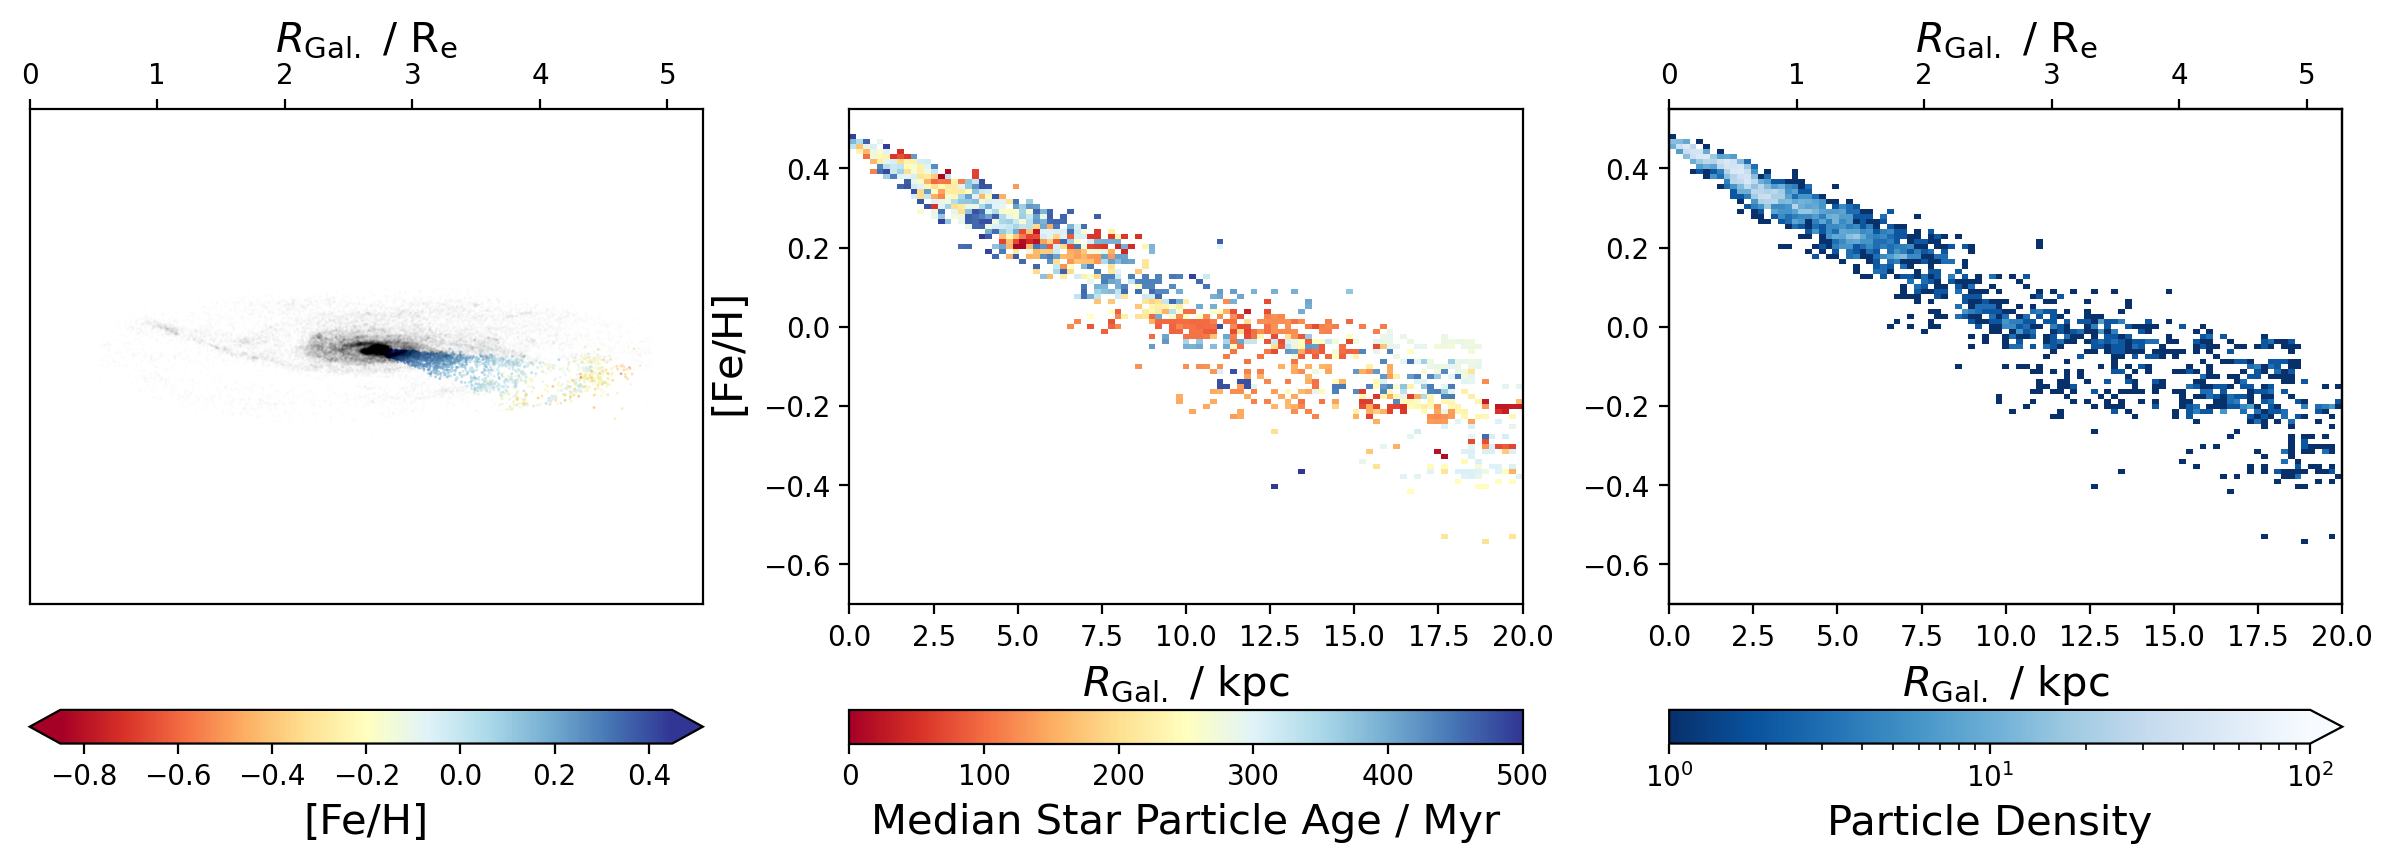 R_Gal. / R_e
0 1 2 3 4 5
[Fe/H]
−0.8 −0.6 −0.4 −0.2 0.0 0.2 0.4
[Fe/H]
0.4
0.2
0.0
−0.2
−0.4
−0.6
0.0 2.5 5.0 7.5 10.0 12.5 15.0 17.5 20.0
R_Gal. / kpc
0 100 200 300 400 500
Median Star Particle Age / Myr
R_Gal. / R_e
0 1 2 3 4 5
0.4
0.2
0.0
−0.2
−0.4
−0.6
0.0 2.5 5.0 7.5 10.0 12.5 15.0 17.5 20.0
R_Gal. / kpc
10^0 10^1 10^2
Particle Density